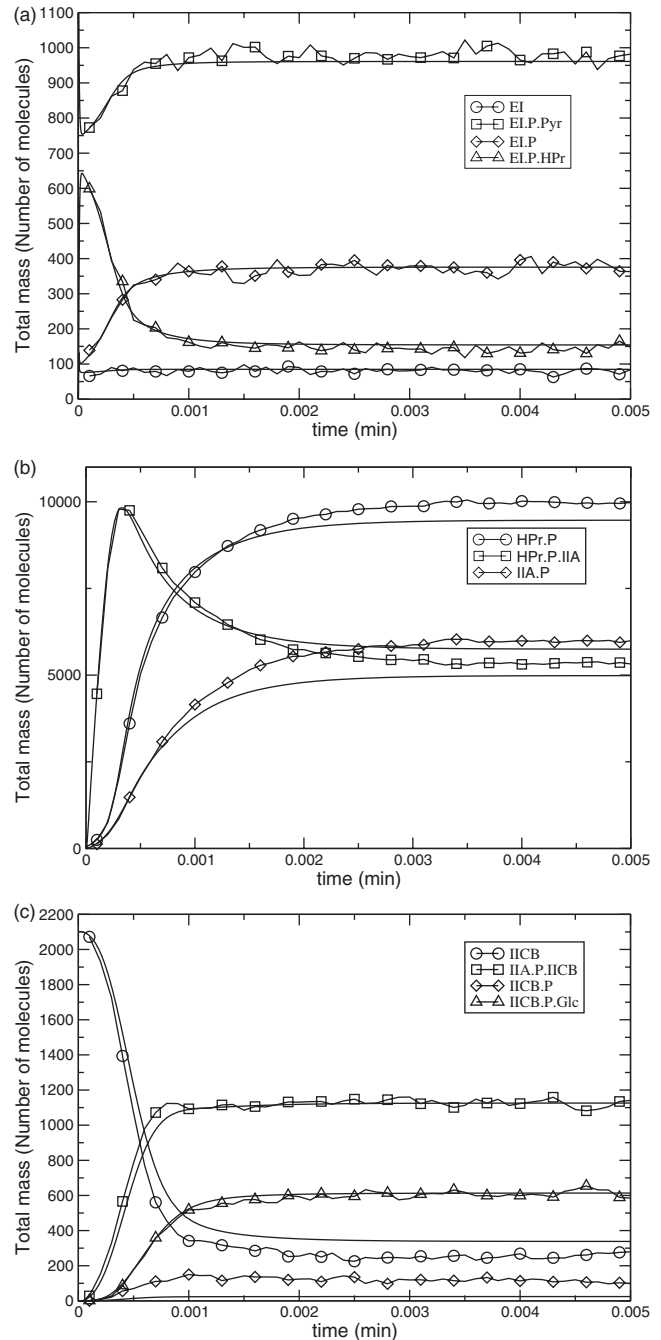 (a)
1100
1000
900
800
700
600
500
400
300
200
100
0
Total mass (Number of molecules)
EI
EI.P.Pyr
EI.P
EI.P.HPr
0
0.001
0.002
0.003
0.004
0.005
time (min)
(b)
10000
5000
0
Total mass (Number of molecules)
HPr.P
HPr.P.IIA
IIA.P
0
0.001
0.002
0.003
0.004
0.005
time (min)
(c)
2200
2000
1800
1600
1400
1200
1000
800
600
400
200
0
Total mass (Number of molecules)
IICB
IIA.P.IICB
IICB.P
IICB.P.Glc
0
0.001
0.002
0.003
0.004
0.005
time (min)